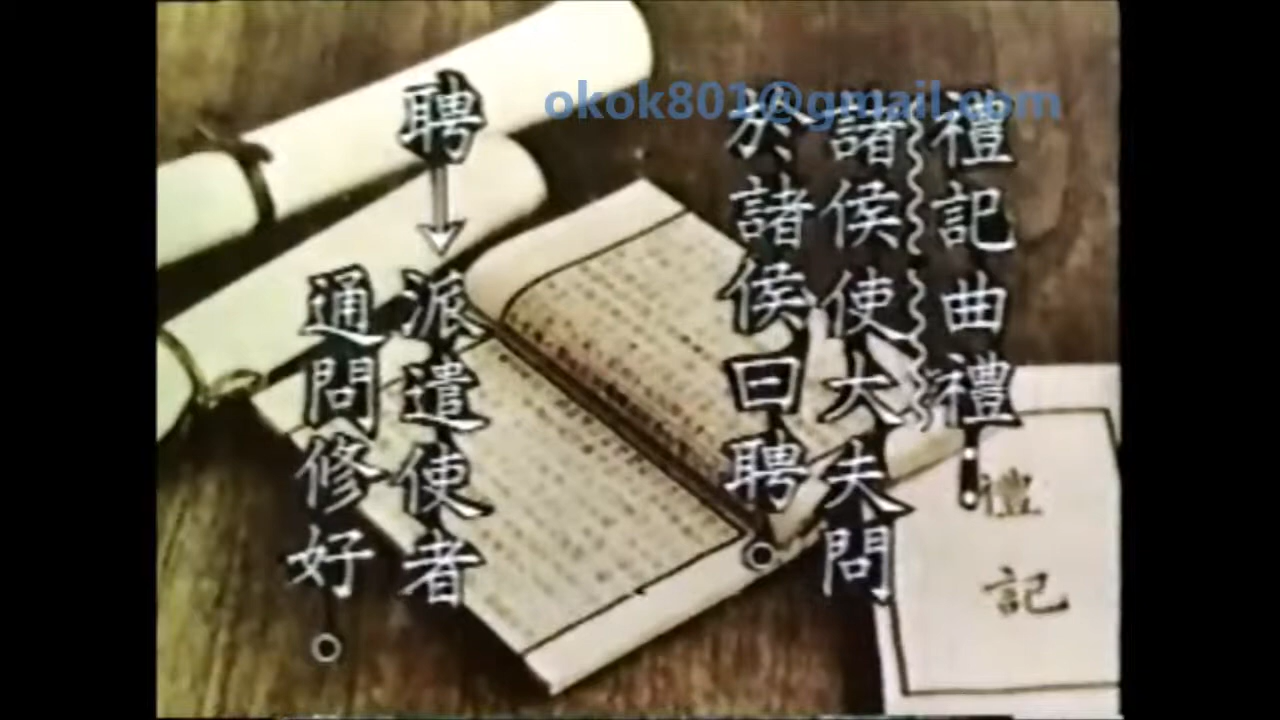 禮記曲禮：
諸侯使大夫問
於諸侯曰聘。
聘→派遣使者
通問修好。
okok801@gmail.com
禮記